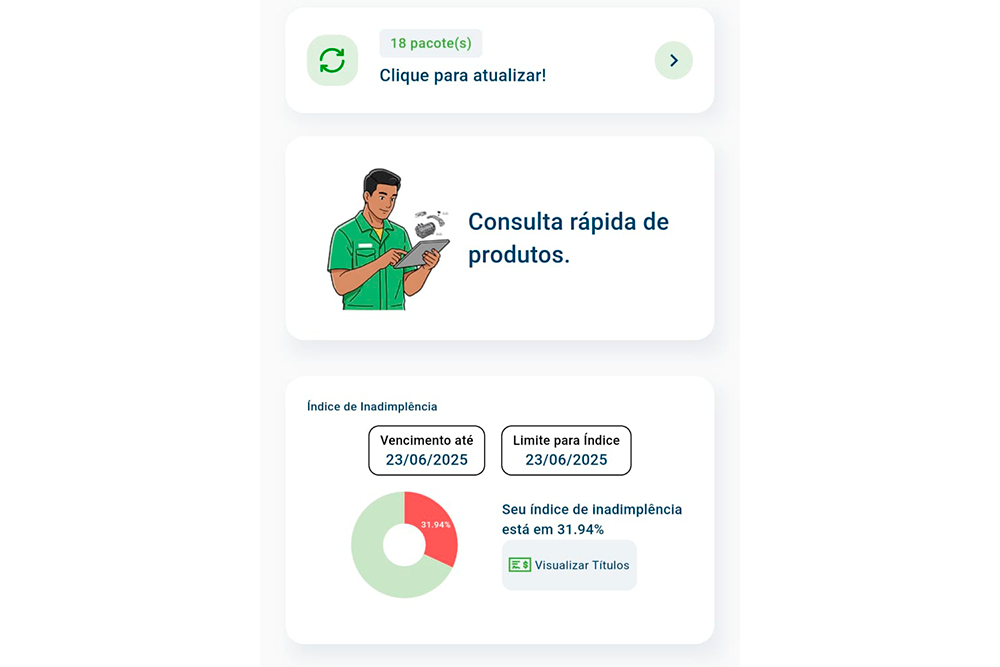 18 pacote(s)
Clique para atualizar!
Consulta rápida de
produtos.
Índice de Inadimplência
Vencimento até
23/06/2025
Limite para Índice
23/06/2025
31.94%
Seu índice de inadimplência
está em 31.94%
Visualizar Títulos